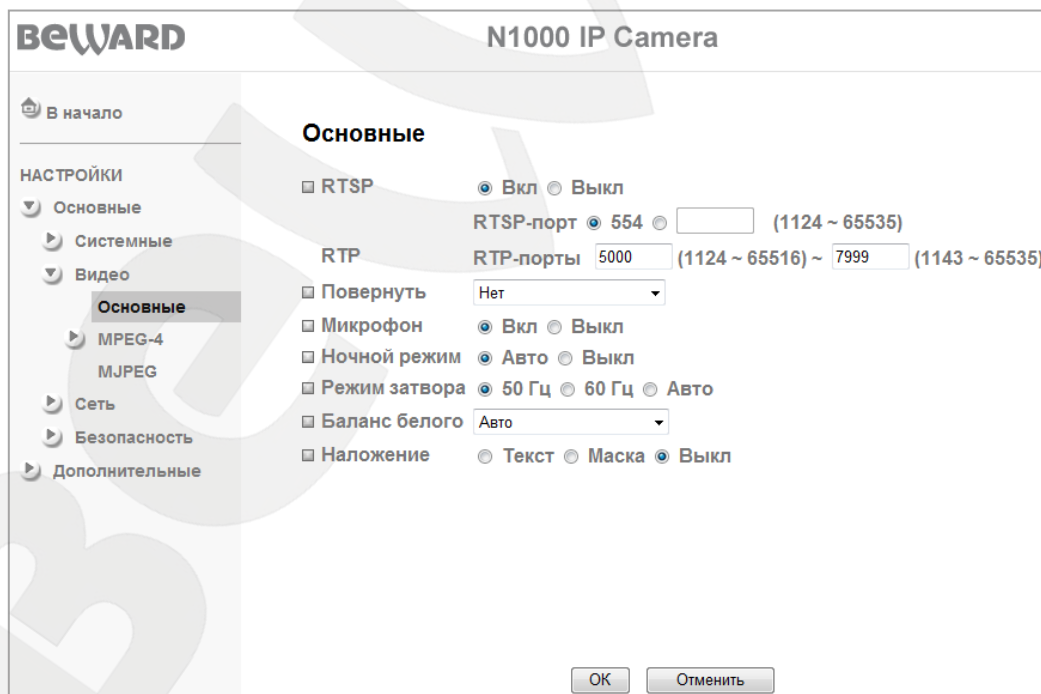 BEWARD
N1000 IP Camera
В начало
НАСТРОЙКИ
Основные
Системные
Видео
Основные
MPEG-4
MJPEG
Сеть
Безопасность
Дополнительные
Основные
RTSP Вкл Выкл
RTSP-порт 554 (1124 ~ 65535)
RTP RTP-порты 5000 (1124 ~ 65516) ~ 7999 (1143 ~ 65535)
Повернуть Нет
Микрофон Вкл Выкл
Ночной режим Авто Выкл
Режим затвора 50 Гц 60 Гц Авто
Баланс белого Авто
Наложение Текст Маска Выкл
OK Отменить